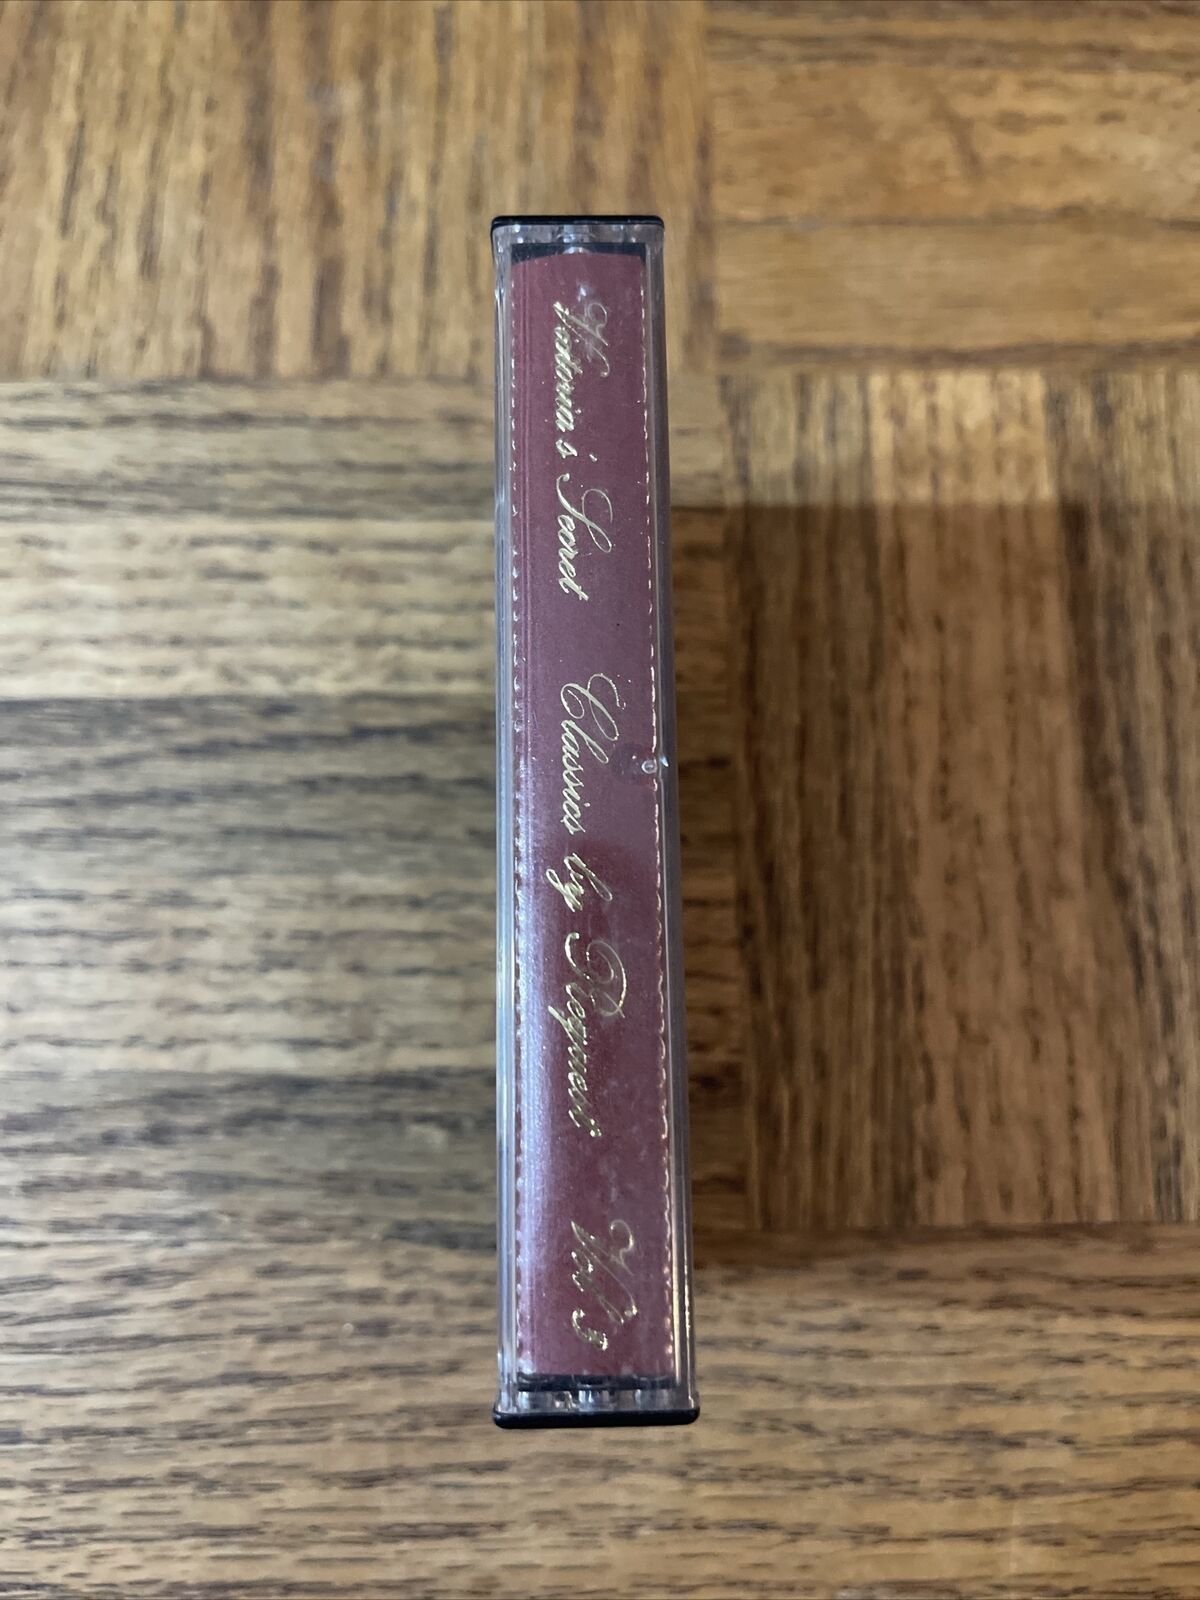 Victoria's Secret Classics by Request Vol 3